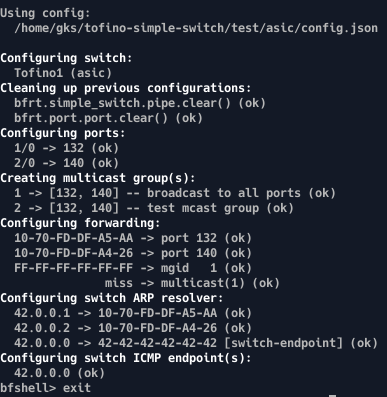 Using config:
/home/gks/tofino-simple-switch/test/asic/config.json
Configuring switch:
Tofino1 (asic)
Cleaning up previous configurations:
bfrt.simple_switch.pipe.clear() (ok)
bfrt.port.port.clear() (ok)
Configuring ports:
1/0 -> 132 (ok)
2/0 -> 140 (ok)
Creating multicast group(s):
1 -> [132, 140] -- broadcast to all ports (ok)
2 -> [132, 140] -- test mcast group (ok)
Configuring forwarding:
10-70-FD-DF-A5-AA -> port 132 (ok)
10-70-FD-DF-A4-26 -> port 140 (ok)
FF-FF-FF-FF-FF-FF -> mgid   1 (ok)
miss -> multicast(1) (ok)
Configuring switch ARP resolver:
42.0.0.1 -> 10-70-FD-DF-A5-AA (ok)
42.0.0.2 -> 10-70-FD-DF-A4-26 (ok)
42.0.0.0 -> 42-42-42-42-42-42 [switch-endpoint] (ok)
Configuring switch ICMP endpoint(s):
42.0.0.0 (ok)
bfshell> exit